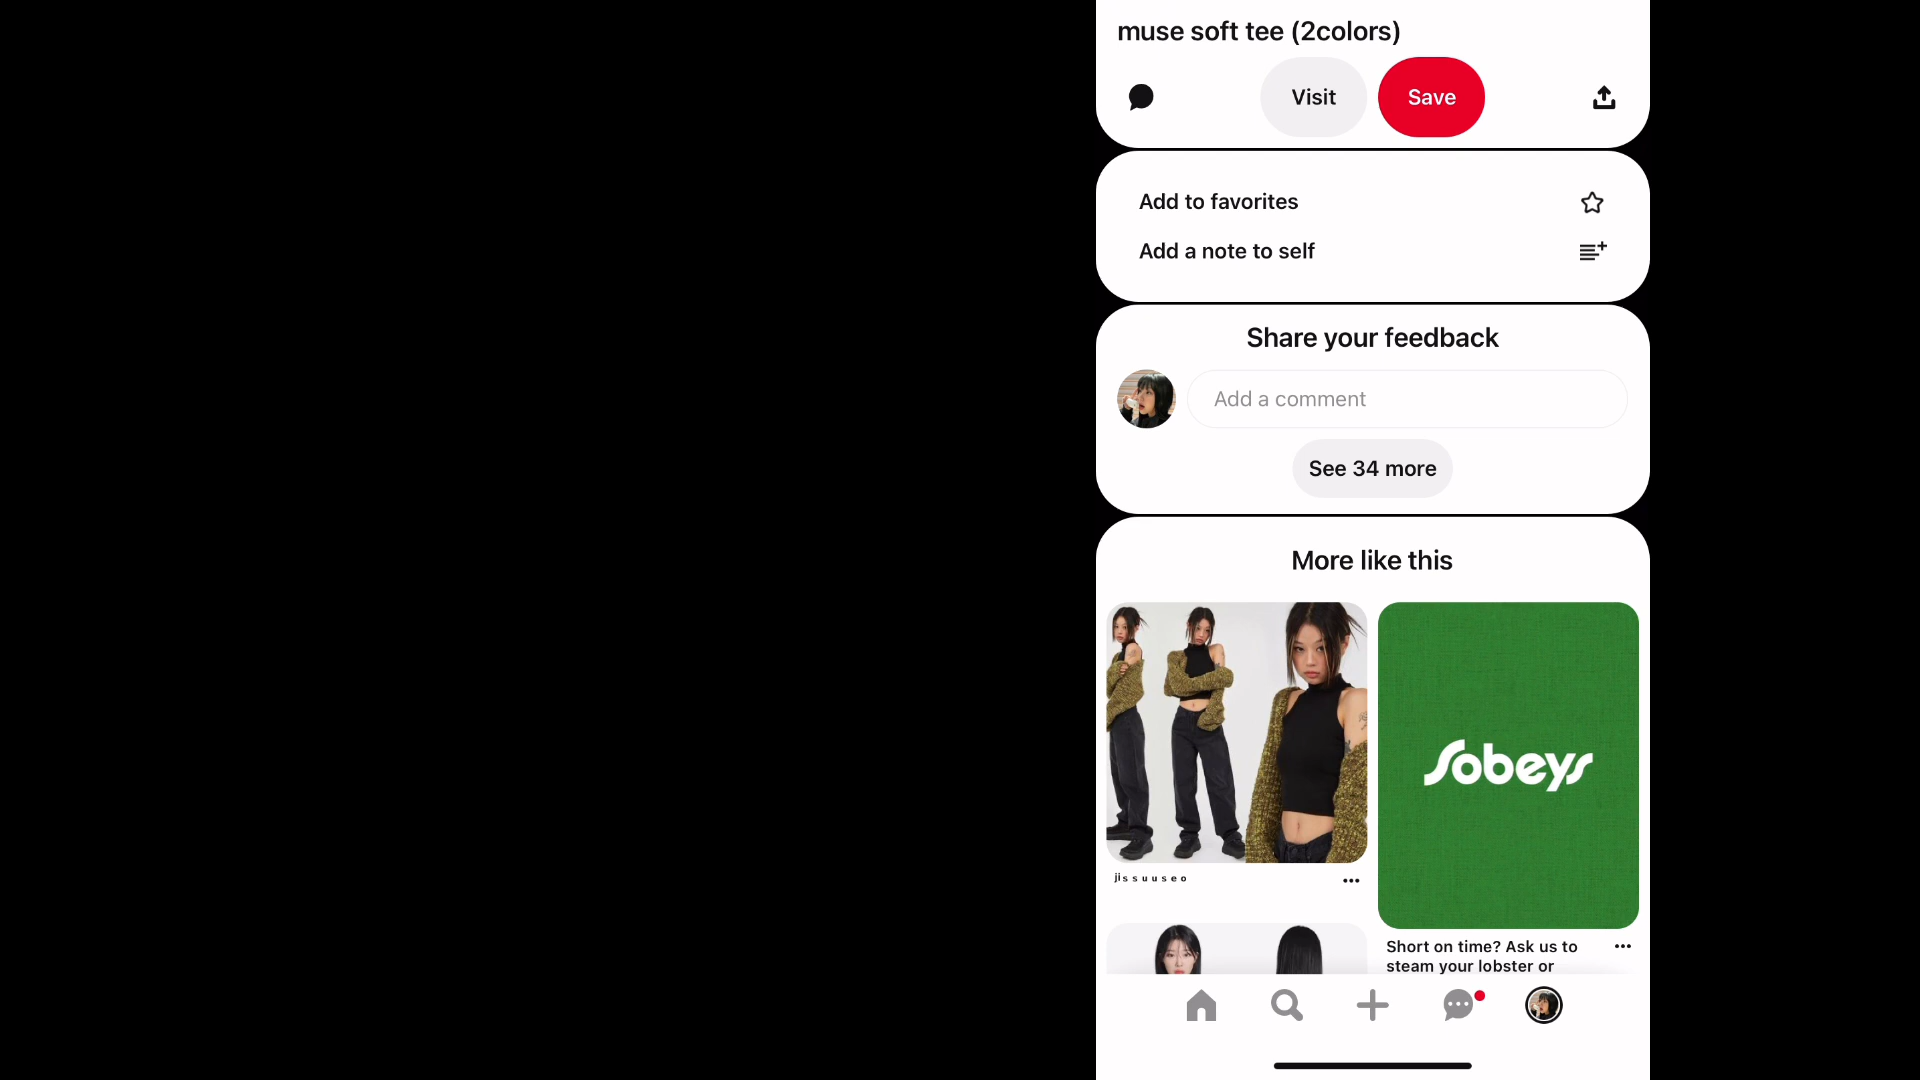 muse soft tee (2colors)
Visit
Save
Add to favorites
Add a note to self
Share your feedback
Add a comment
See 34 more
More like this
Sobeys
jissuuseo
Short on time? Ask us to
steam your lobster or